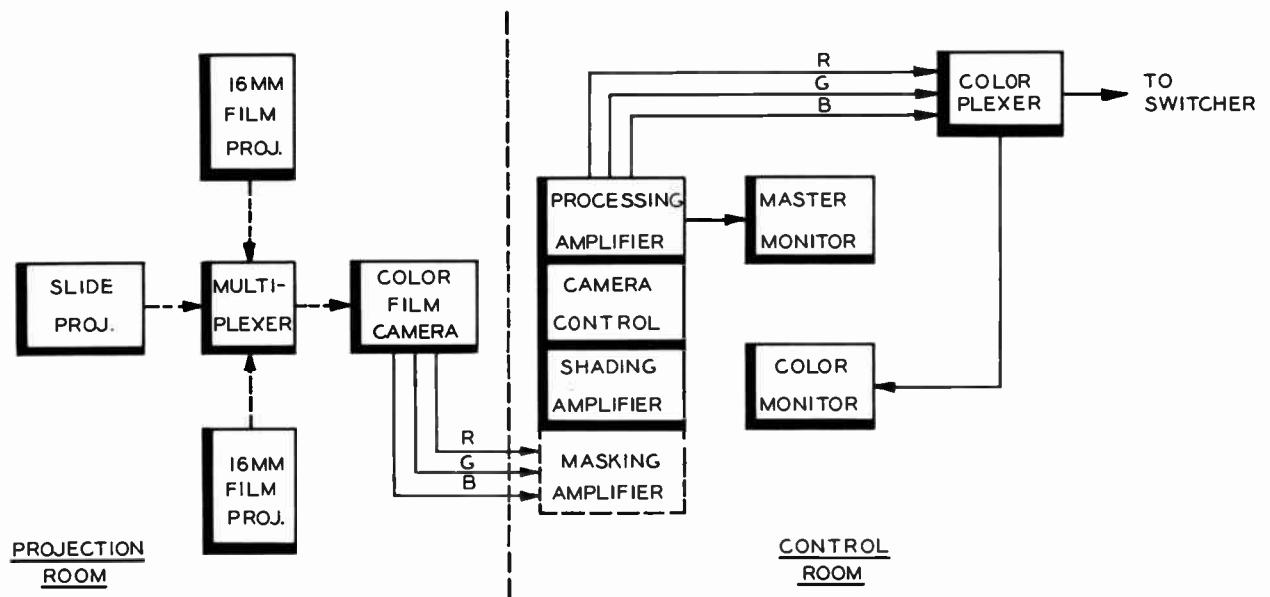 16MM
FILM
PROJ.
SLIDE
PROJ.
MULTI-
PLEXER
COLOR
FILM
CAMERA
16MM
FILM
PROJ.
R
G
B
PROJECTION
ROOM
R
G
B
COLOR
PLEXER
TO
SWITCHER
PROCESSING
AMPLIFIER
MASTER
MONITOR
CAMERA
CONTROL
SHADING
AMPLIFIER
COLOR
MONITOR
MASKING
AMPLIFIER
CONTROL
ROOM